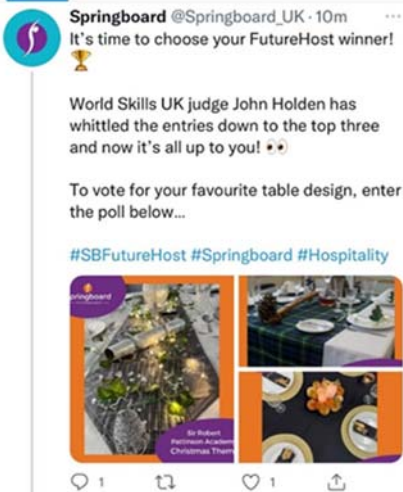 Springboard @Springboard_UK · 10m
It's time to choose your FutureHost winner!
🏆
World Skills UK judge John Holden has
whittled the entries down to the top three
and now it's all up to you! 👀
To vote for your favourite table design, enter
the poll below...
#SBFutureHost #Springboard #Hospitality
springboard
Sir Robert
Pattinson Academy
Christmas Them
1
1